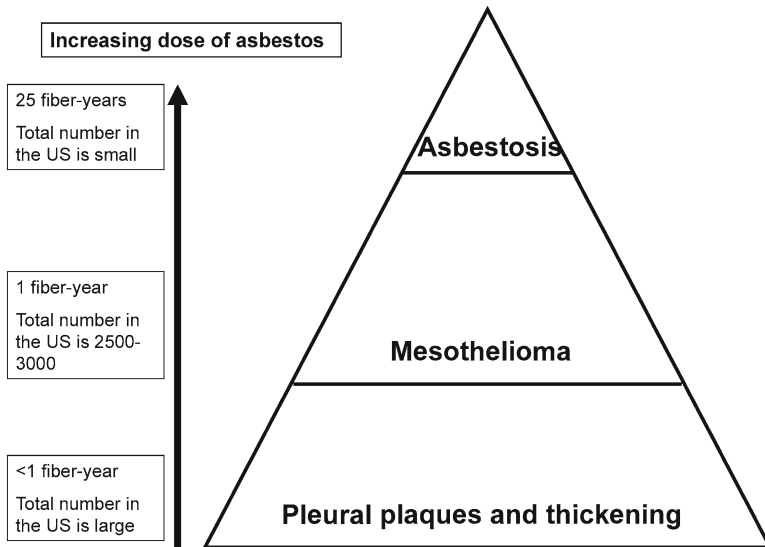 Increasing dose of asbestos
25 fiber-years
Total number in
the US is small
Asbestosis
1 fiber-year
Total number in
the US is 2500-
3000
Mesothelioma
<1 fiber-year
Total number in
the US is large
Pleural plaques and thickening